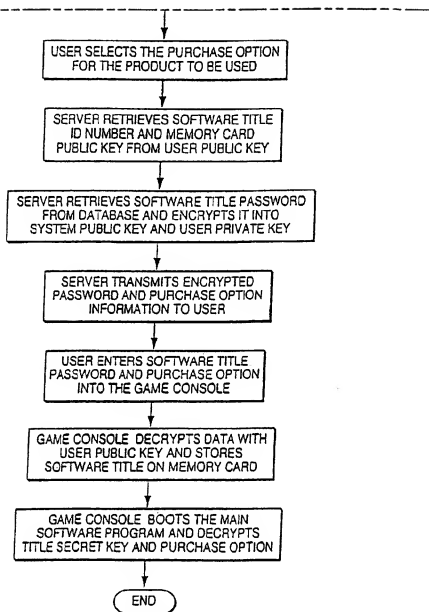 USER SELECTS THE PURCHASE OPTION
FOR THE PRODUCT TO BE USED
SERVER RETRIEVES SOFTWARE TITLE
ID NUMBER AND MEMORY CARD
PUBLIC KEY FROM USER PUBLIC KEY
SERVER RETRIEVES SOFTWARE TITLE PASSWORD
FROM DATABASE AND ENCRYPTS IT INTO
SYSTEM PUBLIC KEY AND USER PRIVATE KEY
SERVER TRANSMITS ENCRYPTED
PASSWORD AND PURCHASE OPTION
INFORMATION TO USER
USER ENTERS SOFTWARE TITLE
PASSWORD AND PURCHASE OPTION
INTO THE GAME CONSOLE
GAME CONSOLE DECRYPTS DATA WITH
USER PUBLIC KEY AND STORES
SOFTWARE TITLE ON MEMORY CARD
GAME CONSOLE BOOTS THE MAIN
SOFTWARE PROGRAM AND DECRYPTS
TITLE SECRET KEY AND PURCHASE OPTION
END